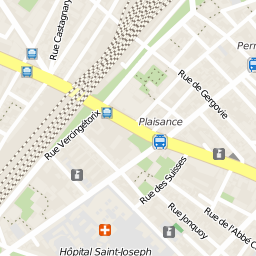 Rue Castagnary
Pern
Rue de Gergovie
Plaisance
Rue Vercingétorix
Rue des Suisses
Rue Jonquoy
Rue de l'Abbé C
Hôpital Saint-Joseph